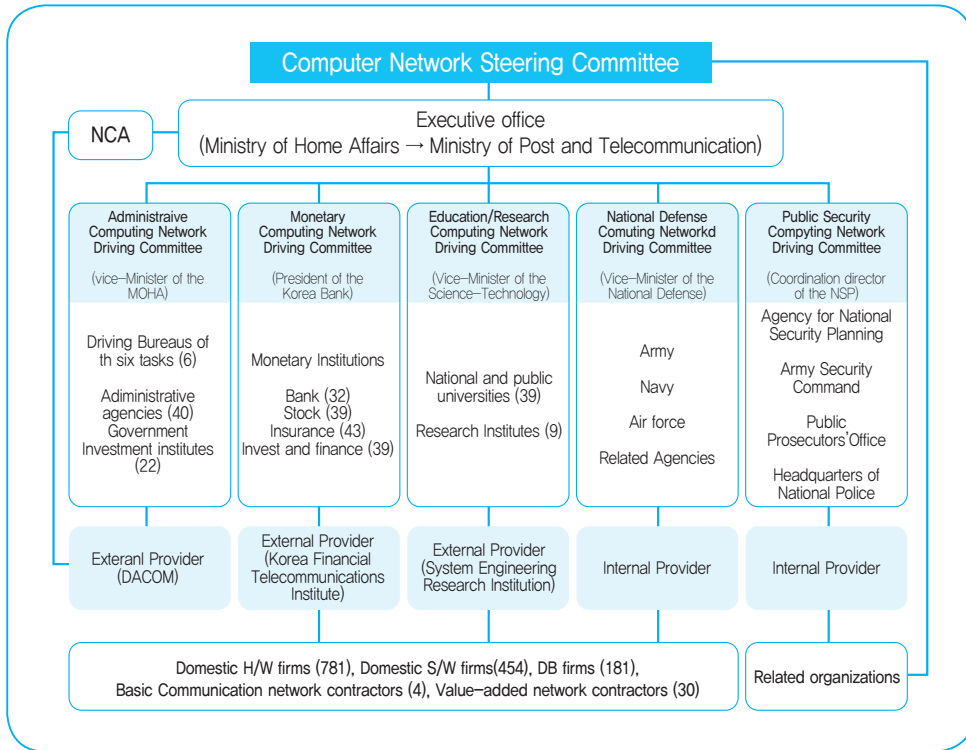 Computer Network Steering Committee
NCA
Executive office
(Ministry of Home Affairs → Ministry of Post and Telecommunication)
Administraive
Computing Network
Driving Committee
(vice-Minister of the
MOHA)
Driving Bureaus of
th six tasks (6)
Administrative
agencies (40)
Government
Investment institutes
(22)
Exteranl Provider
(DACOM)
Monetary
Computing Network
Driving Committee
(President of the
Korea Bank)
Monetary Institutions
Bank (32)
Stock (39)
Insurance (43)
Invest and finance (39)
External Provider
(Korea Financial
Telecommunications
Institute)
Education/Research
Computing Network
Driving Committee
(Vice-Minister of the
Science-Technology)
National and public
universities (39)
Research Institutes (9)
External Provider
(System Engineering
Research Institution)
National Defense
Comuting Networkd
Driving Committee
(Vice-Minister of the
National Defense)
Army
Navy
Air force
Related Agencies
Internal Provider
Public Security
Compyting Network
Driving Committee
(Coordination director
of the NSP)
Agency for National
Security Planning
Army Security
Command
Public
Prosecutors'Office
Headquarters of
National Police
Internal Provider
Domestic H/W firms (781), Domestic S/W firms(454), DB firms (181),
Basic Communication network contractors (4), Value-added network contractors (30)
Related organizations